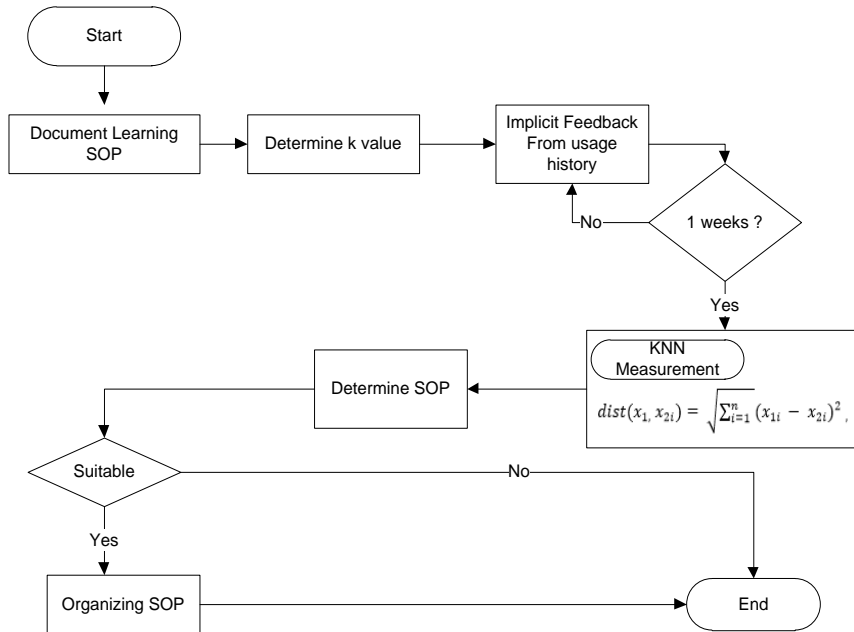 Start
Document Learning
SOP
Determine k value
Implicit Feedback
From usage
history
1 weeks ?
No
Yes
KNN
Measurement
dist(x₁, x₂ᵢ) = √∑ⁿᵢ₌₁ (x₁ᵢ − x₂ᵢ)² ,
Determine SOP
Suitable
No
Yes
Organizing SOP
End